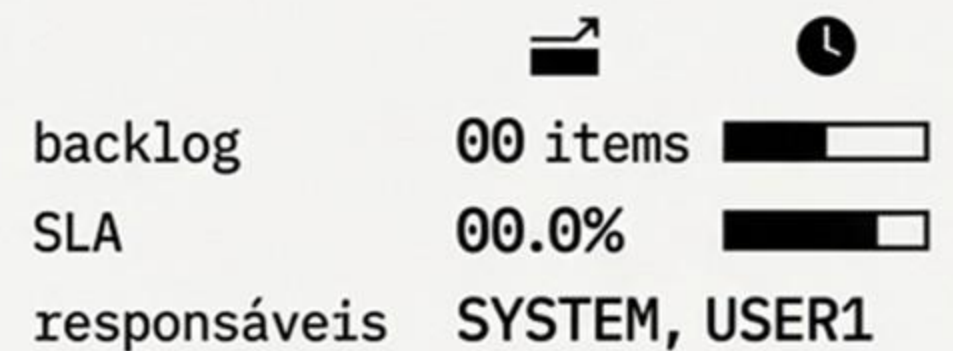 backlog 00 items
SLA 00.0%
responsáveis SYSTEM, USER1